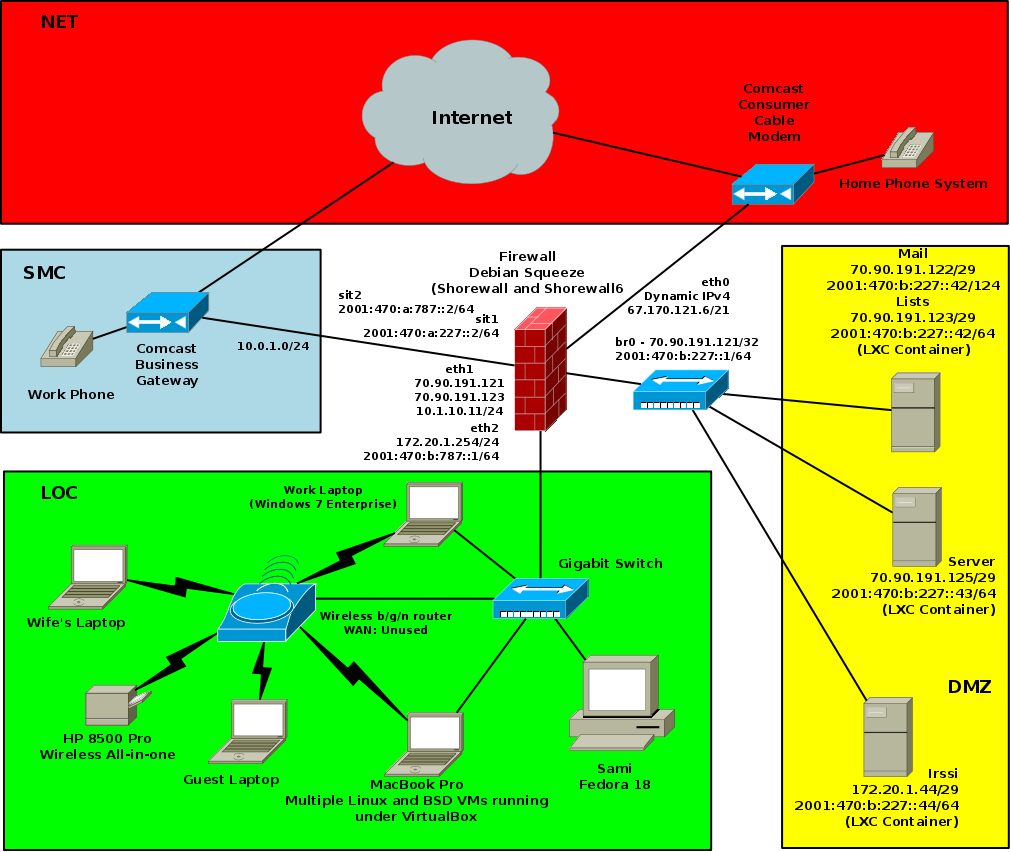 NET
Internet
Comcast
Consumer
Cable
Modem
Home Phone System
SMC
Work Phone
Comcast
Business
Gateway
10.0.1.0/24
Firewall
Debian Squeeze
(Shorewall and Shorewall6
sit2
2001:470:a:787::2/64
sit1
2001:470:a:227::2/64
eth0
Dynamic IPv4
67.170.121.6/21
br0 - 70.90.191.121/32
2001:470:b:227::1/64
eth1
70.90.191.121
70.90.191.123
10.1.10.11/24
eth2
172.20.1.254/24
2001:470:b:787::1/64
Mail
70.90.191.122/29
2001:470:b:227::42/124
Lists
70.90.191.123/29
2001:470:b:227::42/64
(LXC Container)
Server
70.90.191.125/29
2001:470:b:227::43/64
(LXC Container)
DMZ
Irssi
172.20.1.44/29
2001:470:b:227::44/64
(LXC Container)
LOC
Work Laptop
(Windows 7 Enterprise)
Gigabit Switch
Wife's Laptop
Wireless b/g/n router
WAN: Unused
HP 8500 Pro
Wireless All-in-one
Guest Laptop
MacBook Pro
Multiple Linux and BSD VMs running
under VirtualBox
Sami
Fedora 18